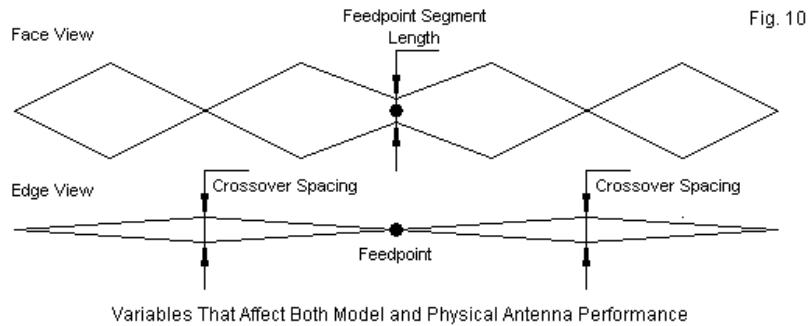 Feedpoint Segment
Length
Fig. 10
Face View
Edge View
Crossover Spacing
Crossover Spacing
Feedpoint
Variables That Affect Both Model and Physical Antenna Performance